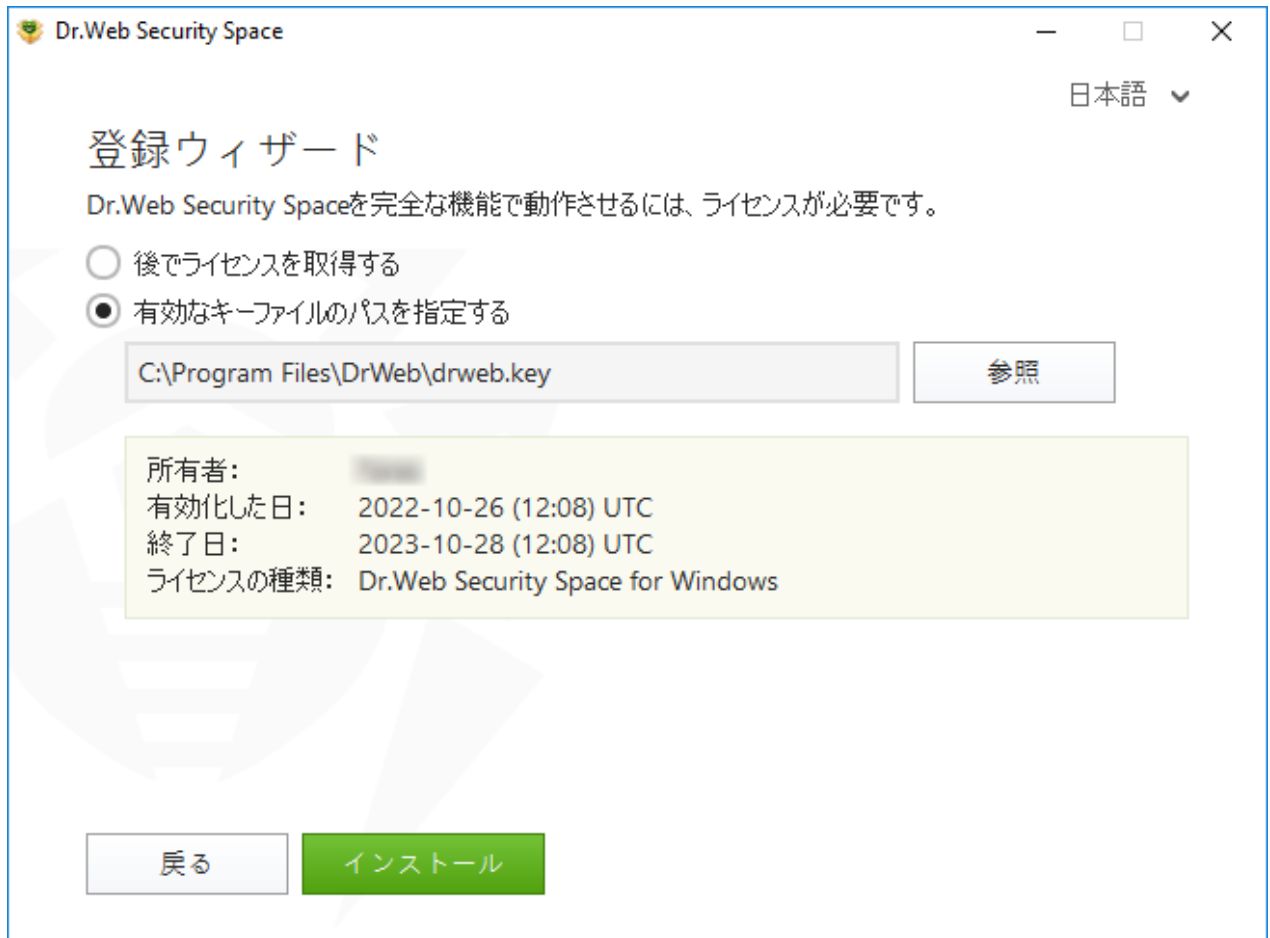 Dr.Web Security Space
日本語
登録ウィザード
Dr.Web Security Spaceを完全な機能で動作させるには、ライセンスが必要です。
後でライセンスを取得する
有効なキーファイルのパスを指定する
C:\Program Files\DrWeb\drweb.key
参照
所有者:
有効化した日: 2022-10-26 (12:08) UTC
終了日: 2023-10-28 (12:08) UTC
ライセンスの種類: Dr.Web Security Space for Windows
戻る
インストール